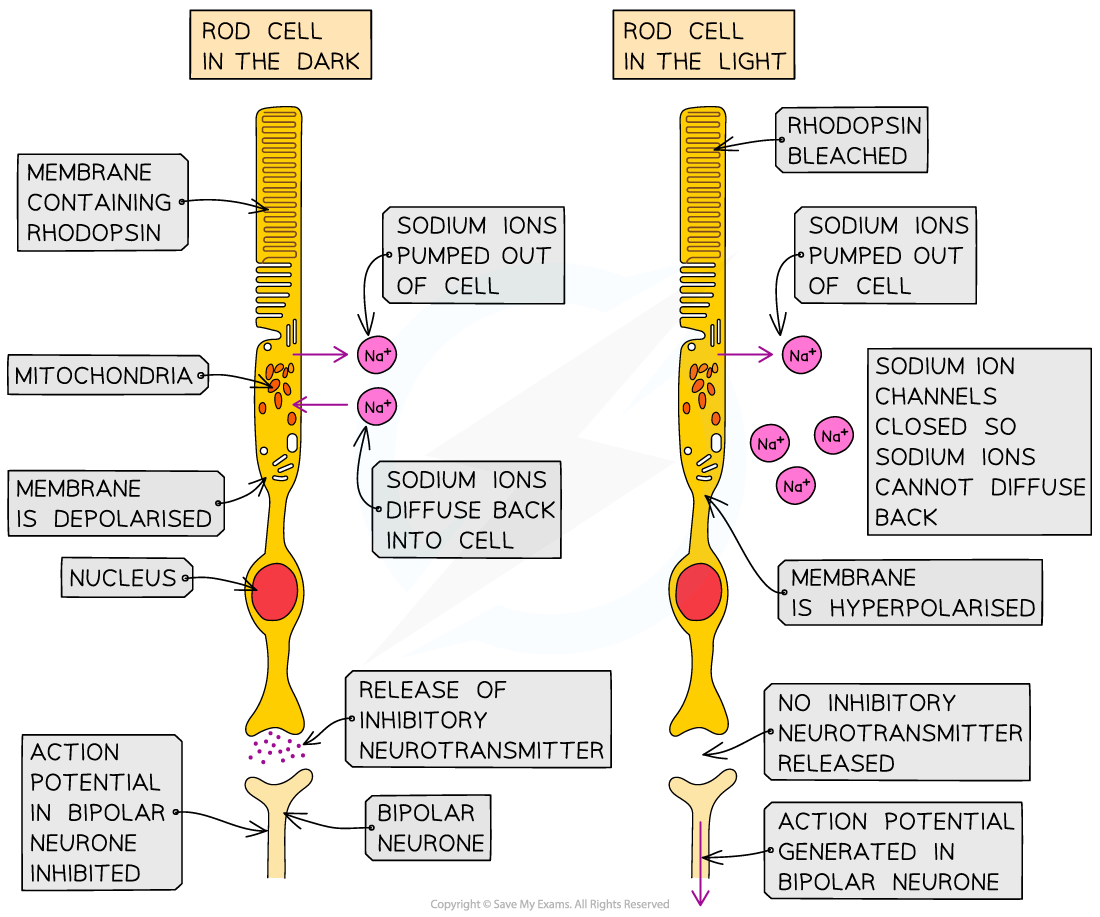 ROD CELL
IN THE DARK
MEMBRANE
CONTAINING
RHODOPSIN
SODIUM IONS
PUMPED OUT
OF CELL
Na+
MITOCHONDRIA
Na+
MEMBRANE
IS DEPOLARISED
SODIUM IONS
DIFFUSE BACK
INTO CELL
NUCLEUS
RELEASE OF
INHIBITORY
NEUROTRANSMITTER
ACTION
POTENTIAL
IN BIPOLAR
NEURONE
INHIBITED
BIPOLAR
NEURONE
ROD CELL
IN THE LIGHT
RHODOPSIN
BLEACHED
SODIUM IONS
PUMPED OUT
OF CELL
Na+
SODIUM ION
CHANNELS
CLOSED SO
SODIUM IONS
CANNOT DIFFUSE
BACK
Na+
Na+
Na+
MEMBRANE
IS HYPERPOLARISED
NO INHIBITORY
NEUROTRANSMITTER
RELEASED
ACTION POTENTIAL
GENERATED IN
BIPOLAR NEURONE
Copyright © Save My Exams. All Rights Reserved